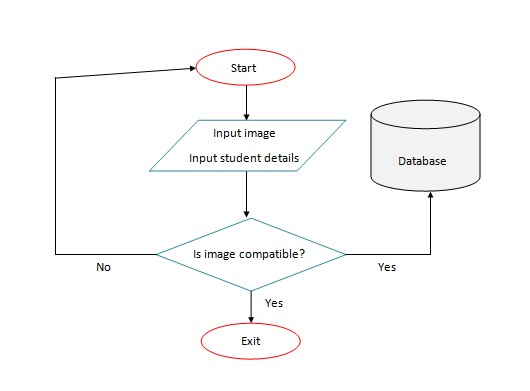 Start
Input image
Input student details
Database
Is image compatible?
No
Yes
Yes
Exit